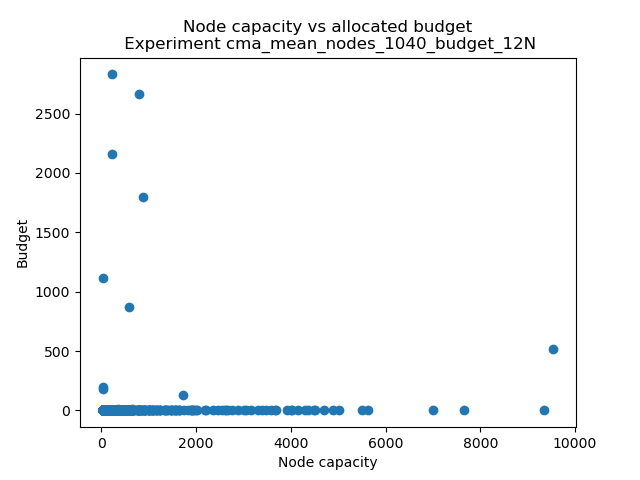 Node capacity vs allocated budget
Experiment cma_mean_nodes_1040_budget_12N
2500
2000
1500
1000
500
0
Budget
0 2000 4000 6000 8000 10000
Node capacity